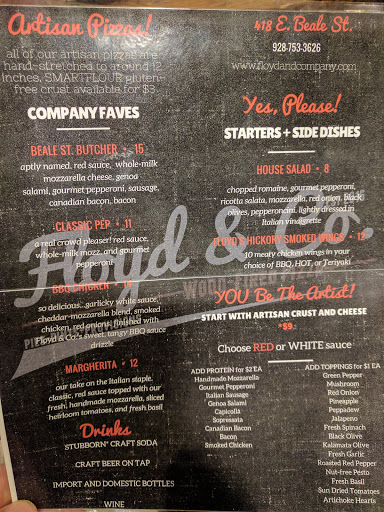 Artisan Pizzas!
all of our artisan pizzas are
hand-stretched to around 12
inches, SMARTFLOUR gluten-
free crust available for $3
COMPANY FAVES
BEALE ST. BUTCHER • 15
aptly named, red sauce, whole-milk
mozzarella cheese, genoa
salami, gourmet pepperoni, sausage,
canadian bacon, bacon
CLASSIC PEP • 11
a real crowd pleaser! red sauce,
whole-milk mozz, and gourmet
pepperoni
BBQ CHICKEN • 14
so delicious...garlicky white sauce,
cheddar-mozzarella blend, smoked
chicken, red onion, finished with
Floyd & Co's sweet, tangy BBQ sauce
drizzle
MARGHERITA • 12
our take on the Italian staple,
classic, red sauce topped with our
fresh, handmade mozzarella, sliced
heirloom tomatoes, and fresh basil
Drinks
STUBBORN* CRAFT SODA
CRAFT BEER ON TAP
IMPORT AND DOMESTIC BOTTLES
WINE
418 E. Beale St.
928-753-3626
www.floydandcompany.com
Yes, Please!
STARTERS + SIDE DISHES
HOUSE SALAD • 8
chopped romaine, gourmet pepperoni,
ricotta salata, mozzarella, red onion, black
olives, pepperoncini, lightly dressed in
Italian vinaigrette
FLOYD'S HICKORY SMOKED WINGS • 12
10 meaty chicken wings in your
choice of BBQ, HOT, or Teriyaki
YOU Be The Artist!
START WITH ARTISAN CRUST AND CHEESE
*$9*
Choose RED or WHITE sauce
ADD PROTEIN for $2 EA
Handmade Mozzarella
Gourmet Pepperoni
Italian Sausage
Genoa Salami
Capicolla
Sopressata
Canadian Bacon
Bacon
Smoked Chicken
ADD TOPPINGS for $1 EA
Green Pepper
Mushroom
Red Onion
Pineapple
Peppadew
Jalapeno
Fresh Spinach
Black Olive
Kalamata Olive
Fresh Garlic
Roasted Red Pepper
Nut-free Pesto
Fresh Basil
Sun Dried Tomatoes
Artichoke Hearts
Floyd & Co.